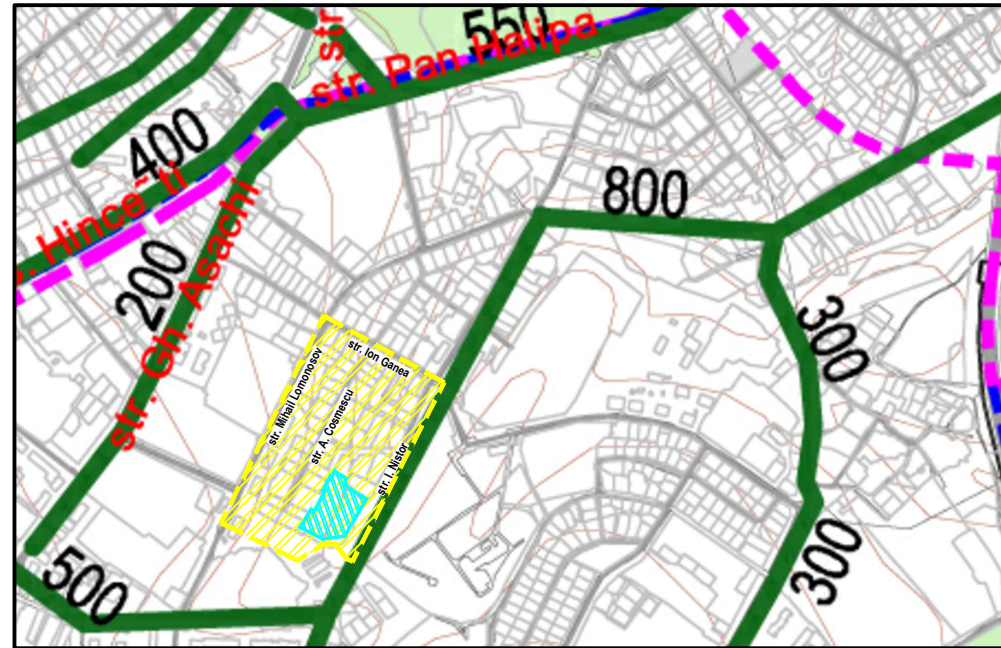 550
str
str. Pan Halipa
400
. Hince˘ti
800
200
str. Gh. Asachi
300
str. Ion Ganea
str. Mihail Lomonosov
str. A. Cosmescu
str. I. Nistor
300
500